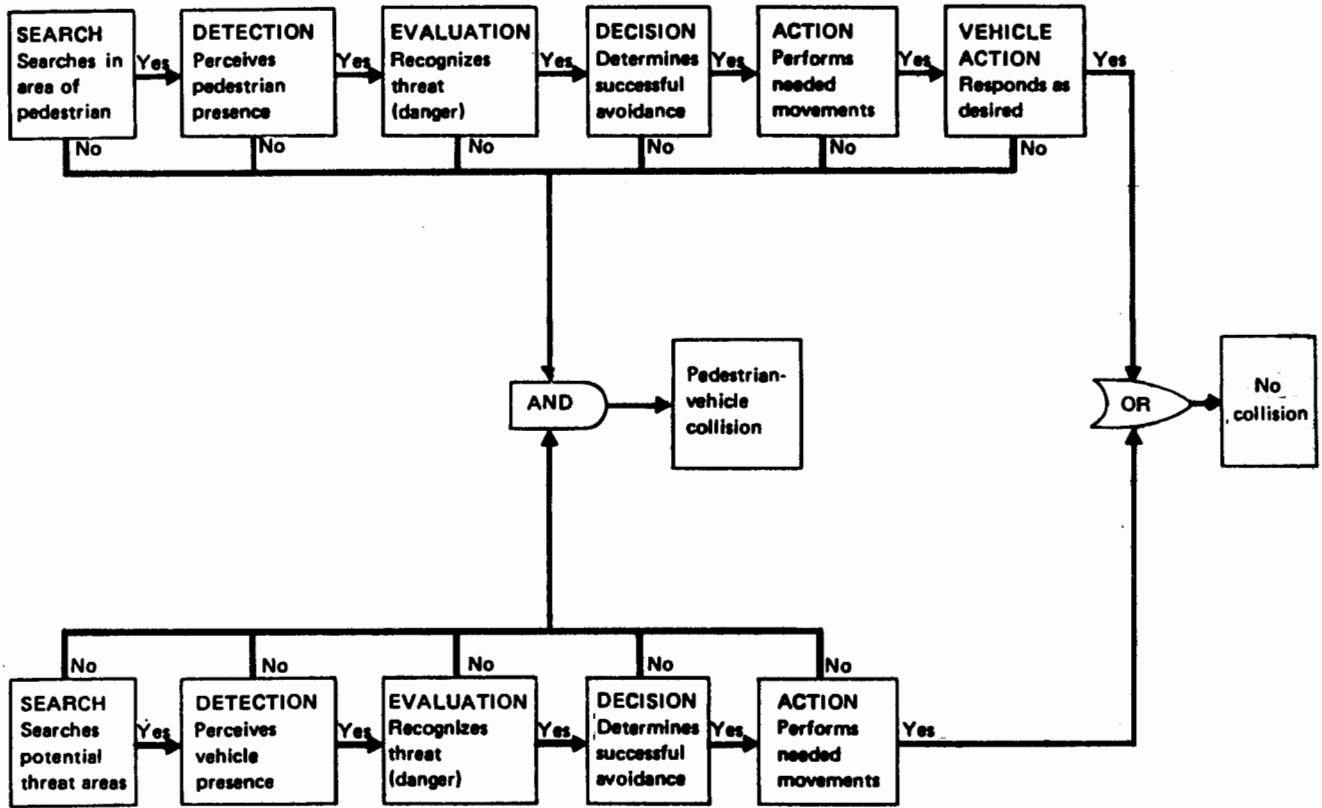 SEARCH
Searches in
area of
pedestrian
Yes
DETECTION
Perceives
pedestrian
presence
Yes
EVALUATION
Recognizes
threat
(danger)
Yes
DECISION
Determines
successful
avoidance
Yes
ACTION
Performs
needed
movements
Yes
VEHICLE
ACTION
Responds as
desired
Yes
No
No
No
No
No
No
AND
Pedestrian-
vehicle
collision
OR
No
collision
No
No
No
No
No
SEARCH
Searches
potential
threat areas
Yes
DETECTION
Perceives
vehicle
presence
Yes
EVALUATION
Recognizes
threat
(danger)
Yes
DECISION
Determines
successful
avoidance
Yes
ACTION
Performs
needed
movements
Yes